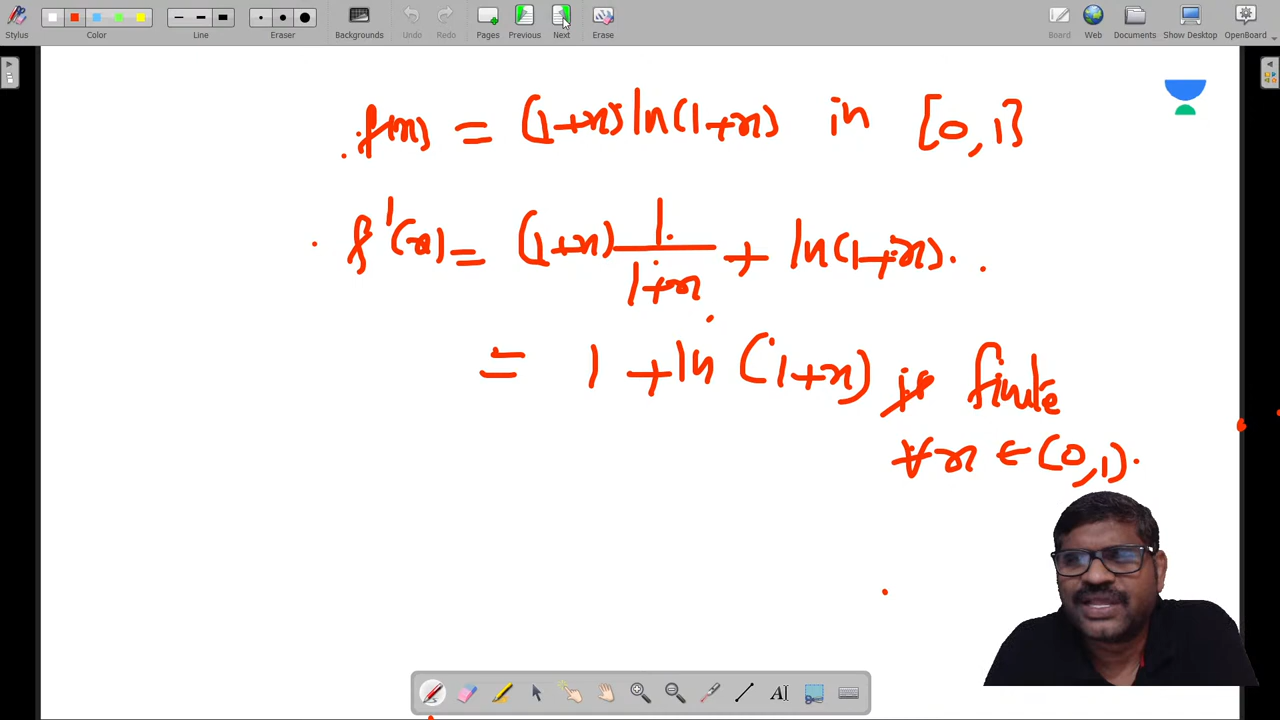 Stylus Color Line Eraser Backgrounds Undo Redo Pages Previous Next Erase Board Web Documents Show Desktop OpenBoard
f(x) = (1+x)ln(1+x) in [0,1]
f'(x) = (1+x) 1/(1+x) + ln(1+x).
= 1 + ln(1+x) is finite
∀ x ∈ (0,1).